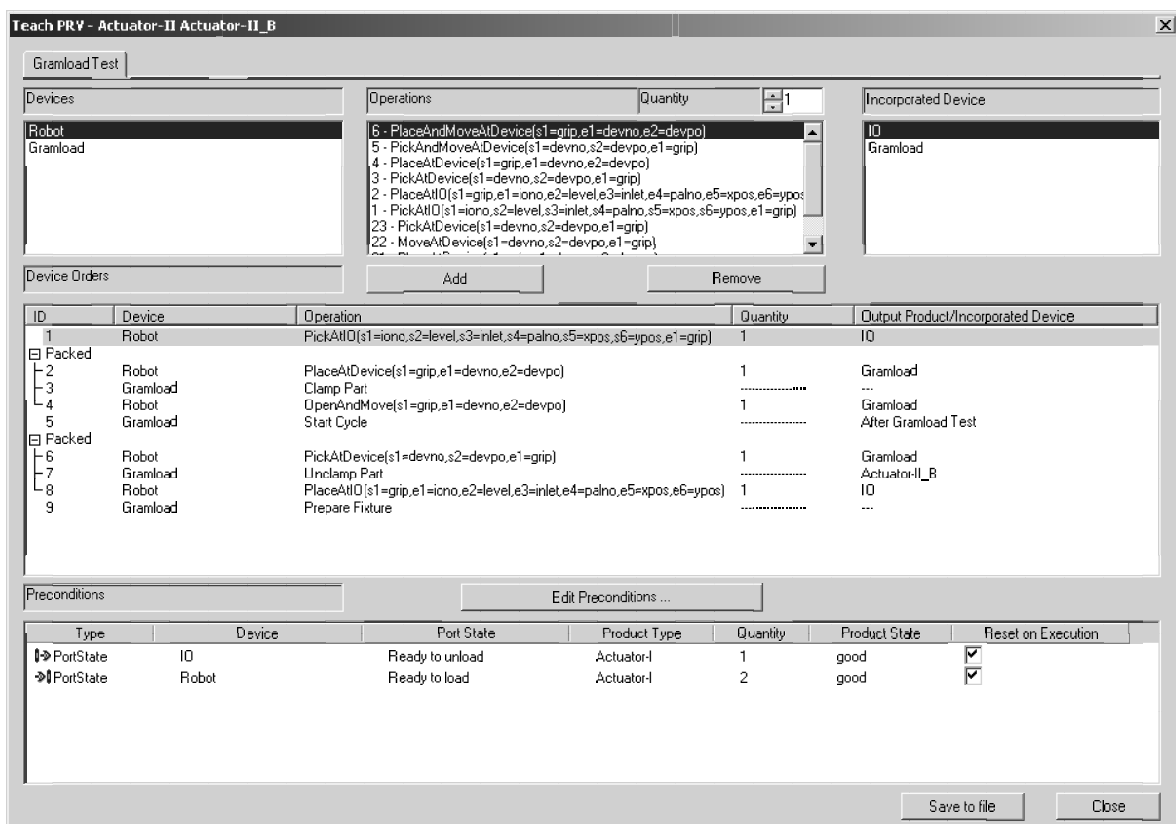 Teach PRV - Actuator-II Actuator-II_B
Gramload Test
Devices
Operations
Quantity
1
Incorporated Device
Robot
Gramload
6 - PlaceAndMoveAtDevice(s1=grip,e1=devno,e2=devpo)
5 - PickAndMoveAtDevice(s1=devno,s2=devpo,e1=grip)
4 - PlaceAtDevice(s1=grip,e1=devno,e2=devpo)
3 - PickAtDevice(s1=devno,s2=devpo,e1=grip)
2 - PlaceAtIO(s1=grip,e1=iono,e2=level,e3=inlet,e4=palno,e5=xpos,e6=ypos
1 - PickAtIO(s1=iono,s2=level,s3=inlet,s4=palno,s5=xpos,s6=ypos,e1=grip)
23 - PickAtDevice(s1=devno,s2=devpo,e1=grip)
22 - MoveAtDevice(s1=devno,s2=devpo,e1=grip)
IO
Gramload
Device Orders
Add
Remove
ID Device Operation Quantity Output Product/Incorporated Device
1 Robot PickAtIO(s1=iono,s2=level,s3=inlet,s4=palno,s5=xpos,s6=ypos,e1=grip) 1 IO
Packed
2 Robot PlaceAtDevice(s1=grip,e1=devno,e2=devpo) 1 Gramload
3 Gramload Clamp Part ----------------- ---
4 Robot OpenAndMove(s1=grip,e1=devno,e2=devpo) 1 Gramload
5 Gramload Start Cycle ----------------- After Gramload Test
Packed
6 Robot PickAtDevice(s1=devno,s2=devpo,e1=grip) 1 Gramload
7 Gramload Unclamp Part ----------------- Actuator-II_B
8 Robot PlaceAtIO(s1=grip,e1=iono,e2=level,e3=inlet,e4=palno,e5=xpos,e6=ypos) 1 IO
9 Gramload Prepare Fixture ----------------- ---
Preconditions
Edit Preconditions ...
Type Device Port State Product Type Quantity Product State Reset on Execution
PortState IO Ready to unload Actuator-I 1 good
PortState Robot Ready to load Actuator-I 2 good
Save to file
Close